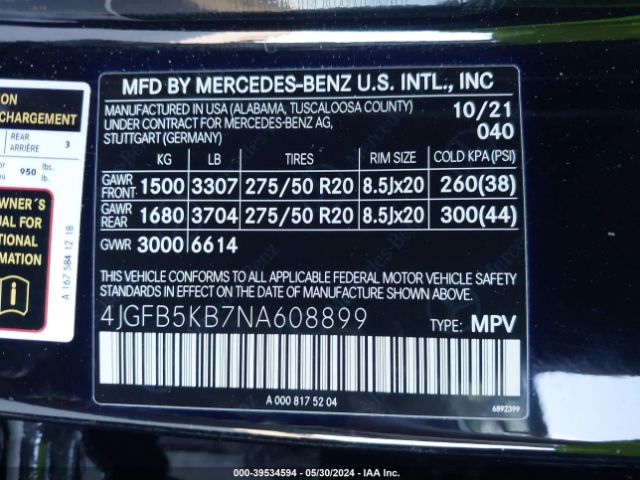 ION
CHARGEMENT
REAR
ARRIÈRE
3
or
950 lbs.
lb.
OWNER´S
UAL FOR
TIONAL
RMATION
A 167 584 12 18
MFD BY MERCEDES-BENZ U.S. INTL., INC
MANUFACTURED IN USA (ALABAMA, TUSCALOOSA COUNTY) 10/21
UNDER CONTRACT FOR MERCEDES-BENZ AG, 040
STUTTGART (GERMANY)
KG LB TIRES RIM SIZE COLD KPA (PSI)
GAWR FRONT 1500 3307 275/50 R20 8.5Jx20 260(38)
GAWR REAR 1680 3704 275/50 R20 8.5Jx20 300(44)
GVWR 3000 6614
THIS VEHICLE CONFORMS TO ALL APPLICABLE FEDERAL MOTOR VEHICLE SAFETY
STANDARDS IN EFFECT ON THE DATE OF MANUFACTURE SHOWN ABOVE.
4JGFB5KB7NA608899 TYPE: MPV
A 000 817 52 04
6892399
000-39534594 - 05/30/2024 - IAA Inc.